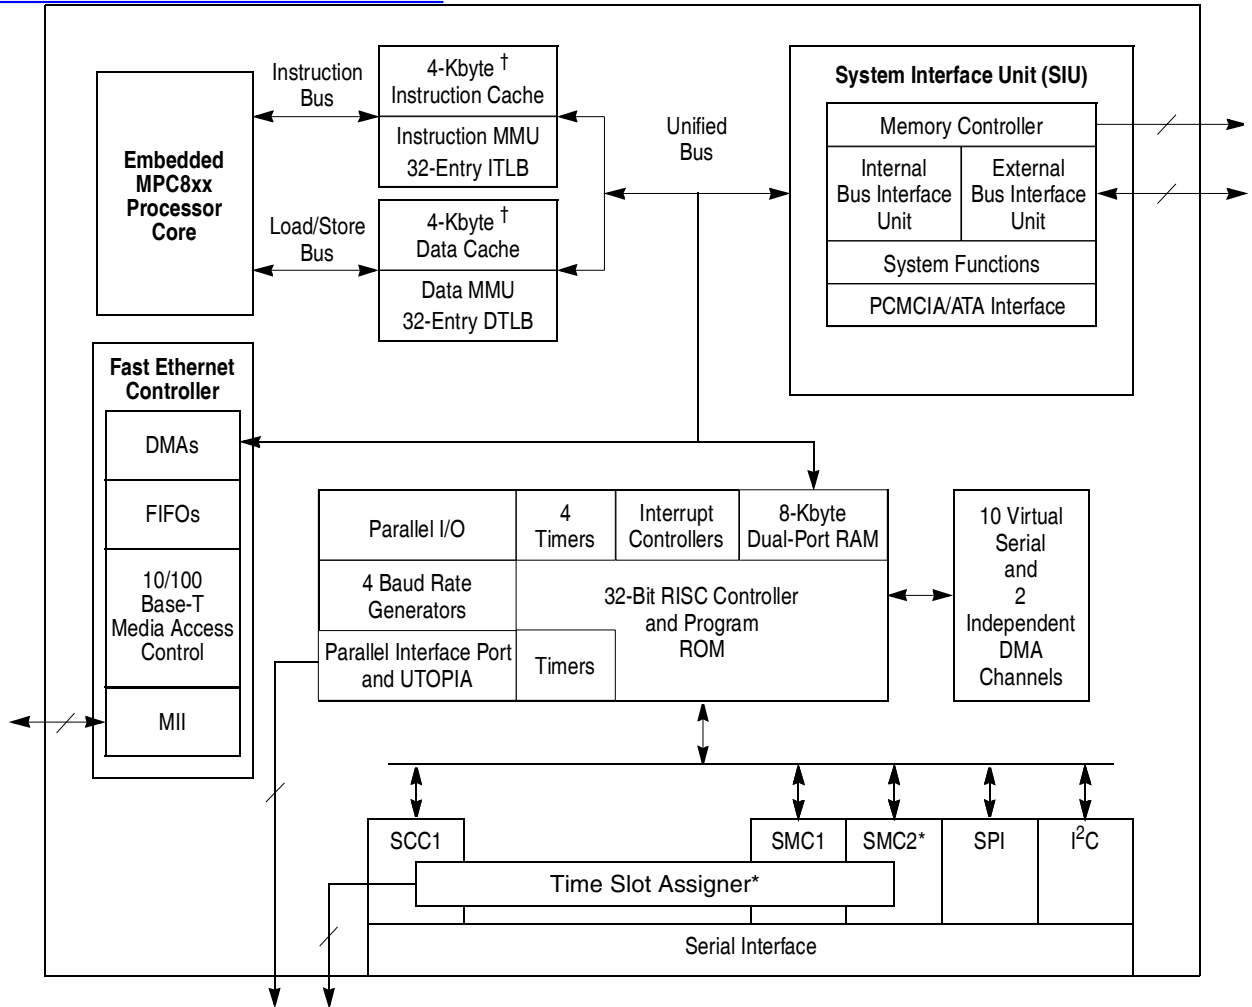 Instruction
Bus
4-Kbyte †
Instruction Cache
Instruction MMU
32-Entry ITLB
Embedded
MPC8xx
Processor
Core
Load/Store
Bus
4-Kbyte †
Data Cache
Data MMU
32-Entry DTLB
Unified
Bus
System Interface Unit (SIU)
Memory Controller
Internal
Bus Interface
Unit
External
Bus Interface
Unit
System Functions
PCMCIA/ATA Interface
Fast Ethernet
Controller
DMAs
FIFOs
10/100
Base-T
Media Access
Control
MII
Parallel I/O
4
Timers
Interrupt
Controllers
8-Kbyte
Dual-Port RAM
4 Baud Rate
Generators
32-Bit RISC Controller
and Program
ROM
Parallel Interface Port
and UTOPIA
Timers
10 Virtual
Serial
and
2
Independent
DMA
Channels
SCC1
SMC1
SMC2*
SPI
I²C
Time Slot Assigner*
Serial Interface